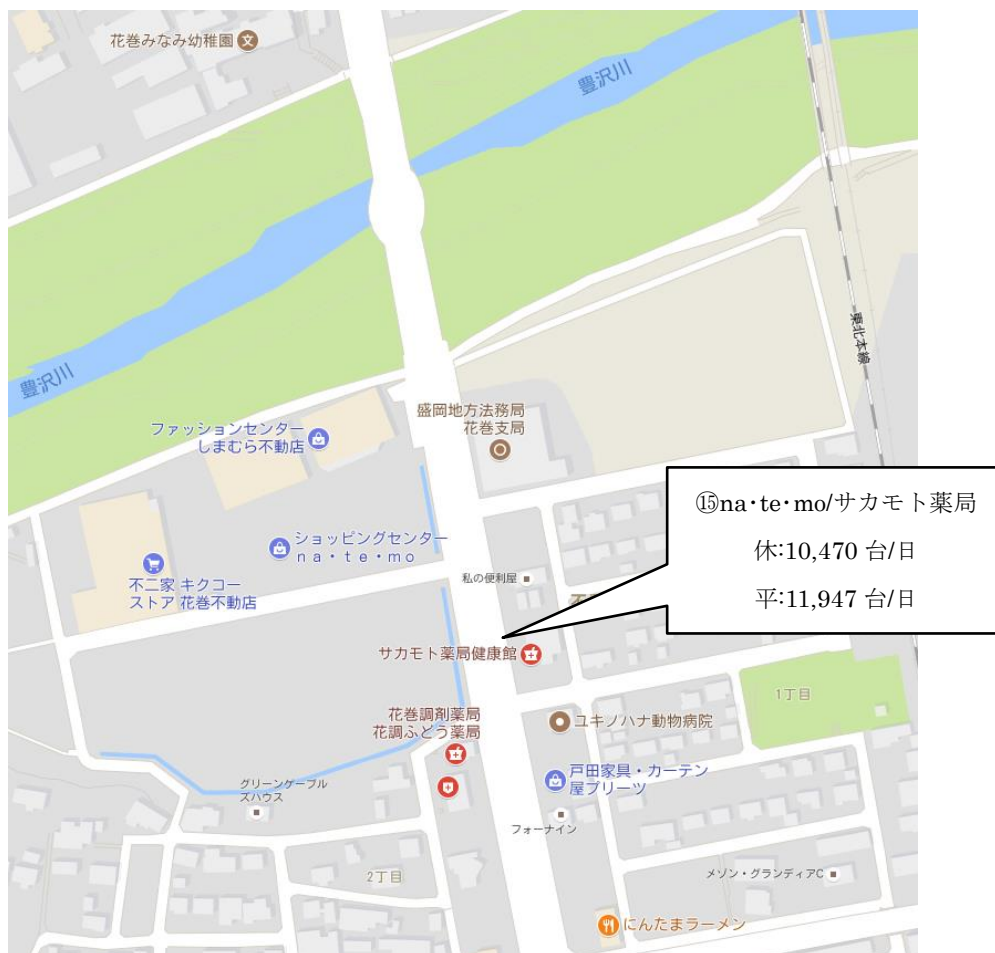 花巻みなみ幼稚園
豊沢川
豊沢川
東北本線
盛岡地方法務局
花巻支局
ファッションセンター
しまむら不動店
ショッピングセンター
na・te・mo
不二家 キクコー
ストア 花巻不動店
私の便利屋
⑮na・te・mo/サカモト薬局
休:10,470 台/日
平:11,947 台/日
サカモト薬局健康館
花巻調剤薬局
花調ふどう薬局
1丁目
ユキノハナ動物病院
戸田家具・カーテン
屋プリーツ
グリーンゲーブル
ズハウス
フォーナイン
2丁目
メゾン・グランディアC
にんたまラーメン